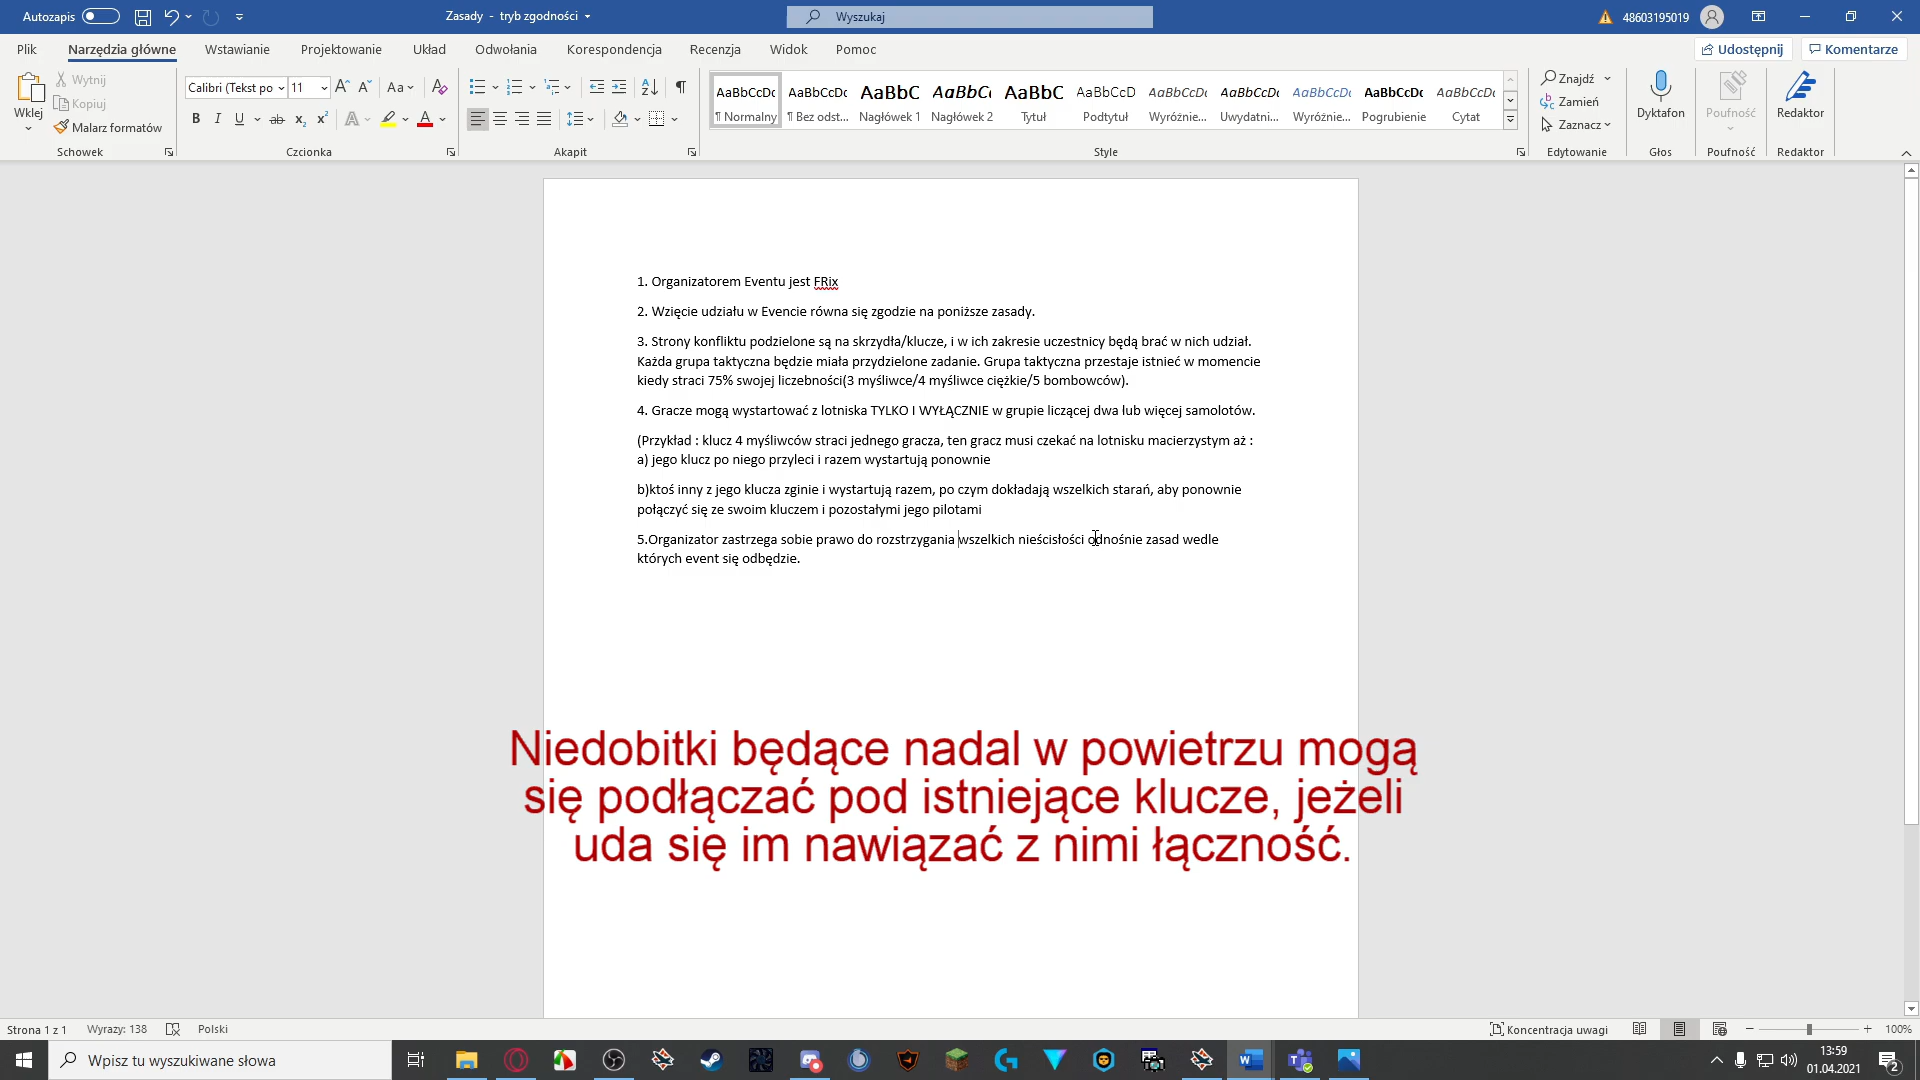 Autozapis
Zasady - tryb zgodności
Wyszukaj
48603195019
Plik
Narzędzia główne
Wstawianie
Projektowanie
Układ
Odwołania
Korespondencja
Recenzja
Widok
Pomoc
Udostępnij
Komentarze
Wklej
Wytnij
Kopiuj
Malarz formatów
Schowek
Calibri (Tekst po
11
Czcionka
Akapit
AaBbCcDc
¶ Normalny
AaBbCcDc
¶ Bez odst...
AaBbC
Nagłówek 1
AaBbC
Nagłówek 2
AaBbC
Tytuł
AaBbCcD
Podtytuł
AaBbCcDc
Wyróżnie...
AaBbCcDc
Uwydatni...
AaBbCcDc
Wyróżnie...
AaBbCcDc
Pogrubienie
AaBbCcDc
Cytat
Style
Znajdź
Zamień
Zaznacz
Edytowanie
Dyktafon
Głos
Poufność
Poufność
Redaktor
Redaktor
1. Organizatorem Eventu jest FRix
2. Wzięcie udziału w Evencie równa się zgodzie na poniższe zasady.
3. Strony konfliktu podzielone są na skrzydła/klucze, i w ich zakresie uczestnicy będą brać w nich udział.
Każda grupa taktyczna będzie miała przydzielone zadanie. Grupa taktyczna przestaje istnieć w momencie
kiedy straci 75% swojej liczebności(3 myśliwce/4 myśliwce ciężkie/5 bombowców).
4. Gracze mogą wystartować z lotniska TYLKO I WYŁĄCZNIE w grupie liczącej dwa lub więcej samolotów.
(Przykład : klucz 4 myśliwców straci jednego gracza, ten gracz musi czekać na lotnisku macierzystym aż :
a) jego klucz po niego przyleci i razem wystartują ponownie
b)ktoś inny z jego klucza zginie i wystartują razem, po czym dokładają wszelkich starań, aby ponownie
połączyć się ze swoim kluczem i pozostałymi jego pilotami
5.Organizator zastrzega sobie prawo do rozstrzygania wszelkich nieścisłości odnośnie zasad wedle
których event się odbędzie.
Niedobitki będące nadal w powietrzu mogą
się podłączać pod istniejące klucze, jeżeli
uda się im nawiązać z nimi łączność.
Strona 1 z 1
Wyrazy: 138
Polski
Koncentracja uwagi
100%
Wpisz tu wyszukiwane słowa
13:59
01.04.2021
2